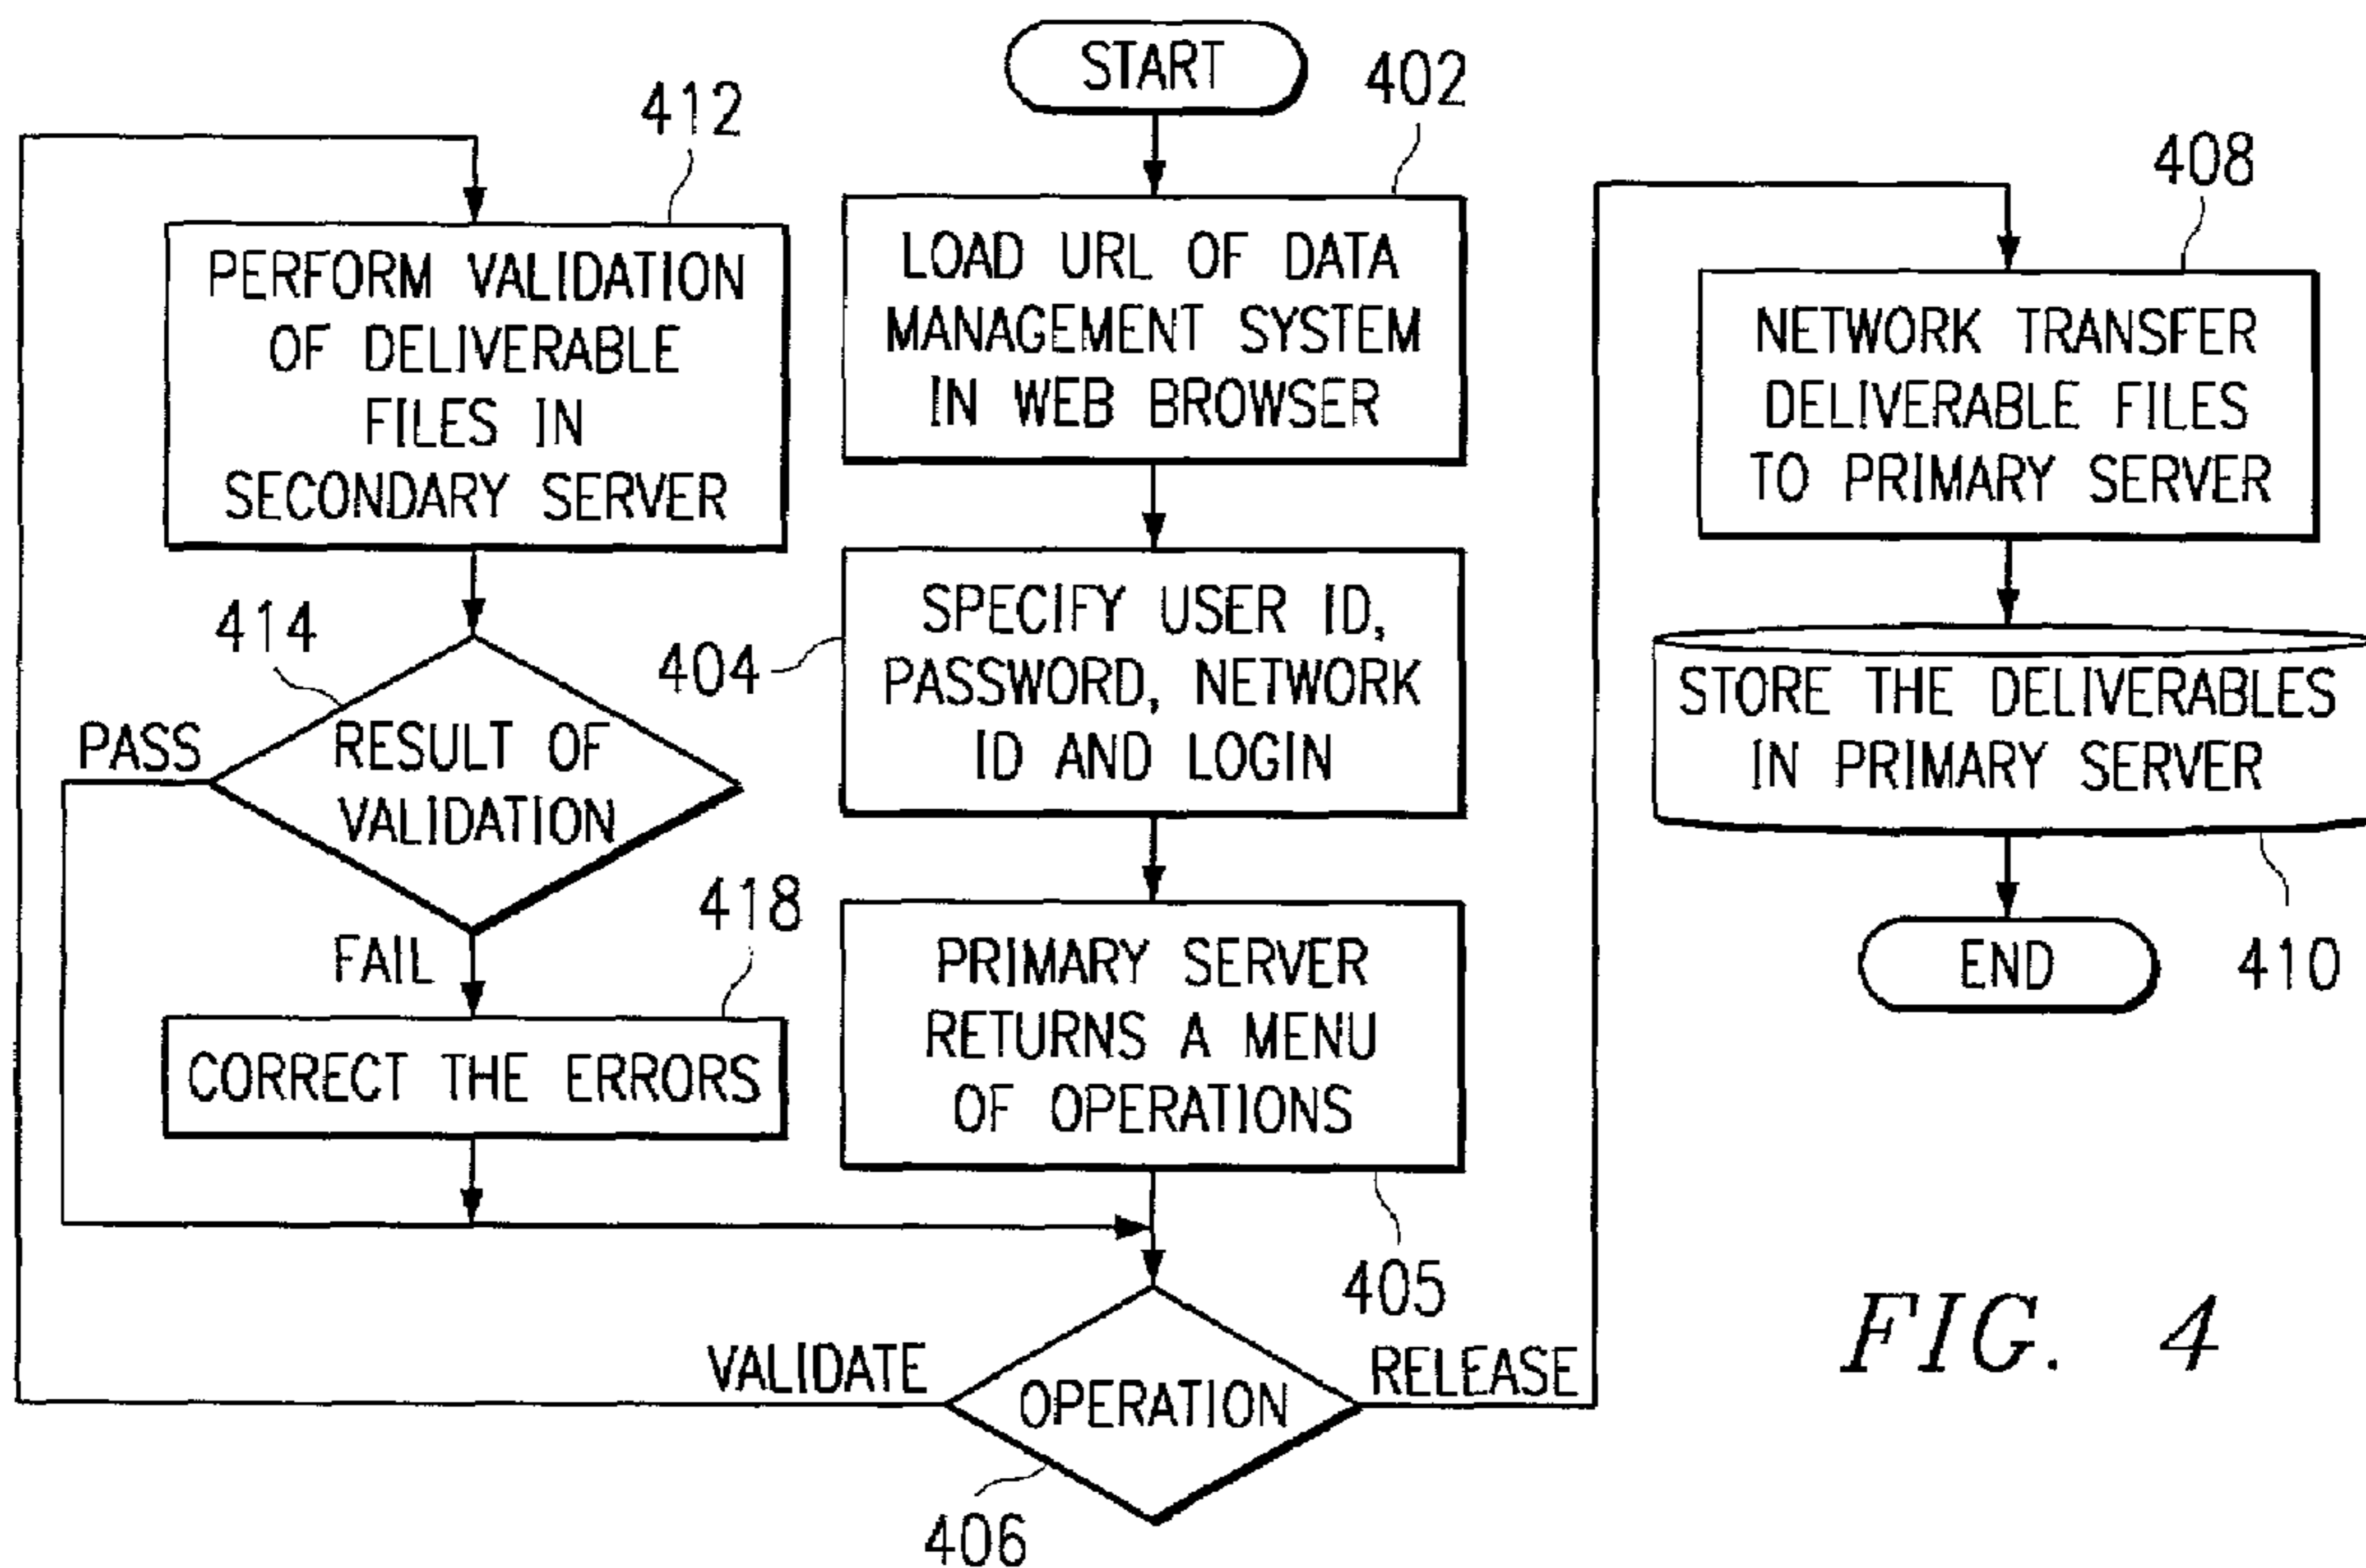 START
402
LOAD URL OF DATA
MANAGEMENT SYSTEM
IN WEB BROWSER
404
SPECIFY USER ID,
PASSWORD, NETWORK
ID AND LOGIN
PRIMARY SERVER
RETURNS A MENU
OF OPERATIONS
405
OPERATION
406
VALIDATE
RELEASE
412
PERFORM VALIDATION
OF DELIVERABLE
FILES IN
SECONDARY SERVER
414
RESULT OF
VALIDATION
PASS
FAIL
418
CORRECT THE ERRORS
408
NETWORK TRANSFER
DELIVERABLE FILES
TO PRIMARY SERVER
STORE THE DELIVERABLES
IN PRIMARY SERVER
410
END
FIG. 4